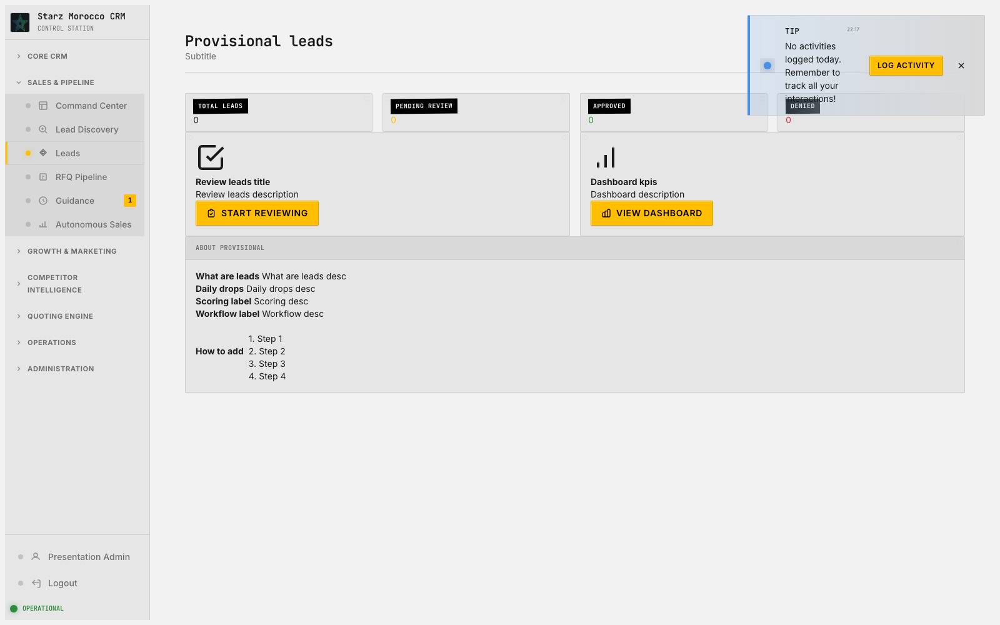 Starz Morocco CRM
CONTROL STATION
CORE CRM
SALES & PIPELINE
Command Center
Lead Discovery
Leads
RFQ Pipeline
Guidance 1
Autonomous Sales
GROWTH & MARKETING
COMPETITOR
INTELLIGENCE
QUOTING ENGINE
OPERATIONS
ADMINISTRATION
Presentation Admin
Logout
OPERATIONAL
Provisional leads
Subtitle
TIP 22:17
No activities
logged today.
Remember to
track all your
interactions!
LOG ACTIVITY
TOTAL LEADS
0
PENDING REVIEW
0
APPROVED
0
DENIED
0
Review leads title
Review leads description
START REVIEWING
Dashboard kpis
Dashboard description
VIEW DASHBOARD
ABOUT PROVISIONAL
What are leads What are leads desc
Daily drops Daily drops desc
Scoring label Scoring desc
Workflow label Workflow desc
How to add
1. Step 1
2. Step 2
3. Step 3
4. Step 4